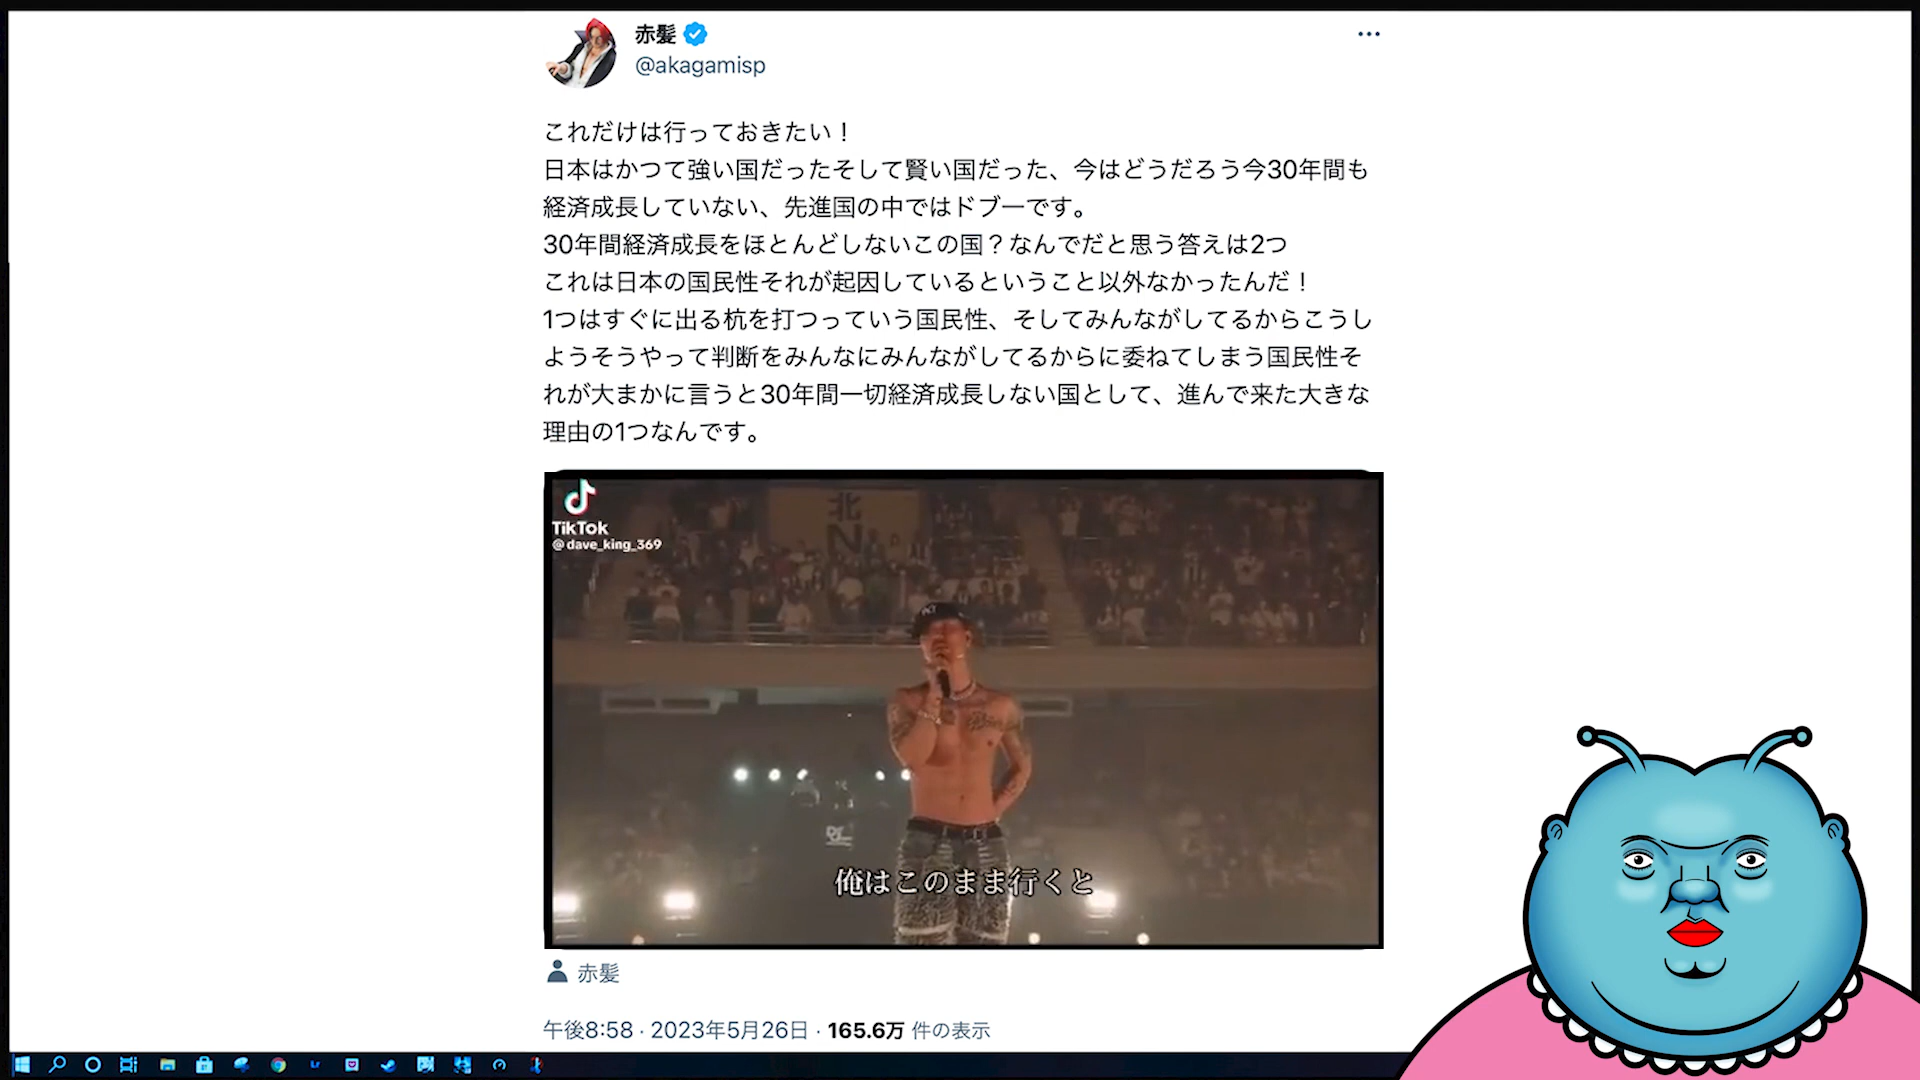 赤髪
@akagamisp
これだけは行っておきたい！
日本はかつて強い国だったそして賢い国だった、今はどうだろう今30年間も
経済成長していない、先進国の中ではドブーです。
30年間経済成長をほとんどしないこの国？なんでだと思う答えは2つ
これは日本の国民性それが起因しているということ以外なかったんだ！
1つはすぐに出る杭を打つっていう国民性、そしてみんながしてるからこうし
ようそうやって判断をみんなにみんながしてるからに委ねてしまう国民性そ
れが大まかに言うと30年間一切経済成長しない国として、進んで来た大きな
理由の1つなんです。
TikTok
@dave_king_369
北
N
俺はこのまま行くと
赤髪
午後8:58 · 2023年5月26日 · 165.6万 件の表示